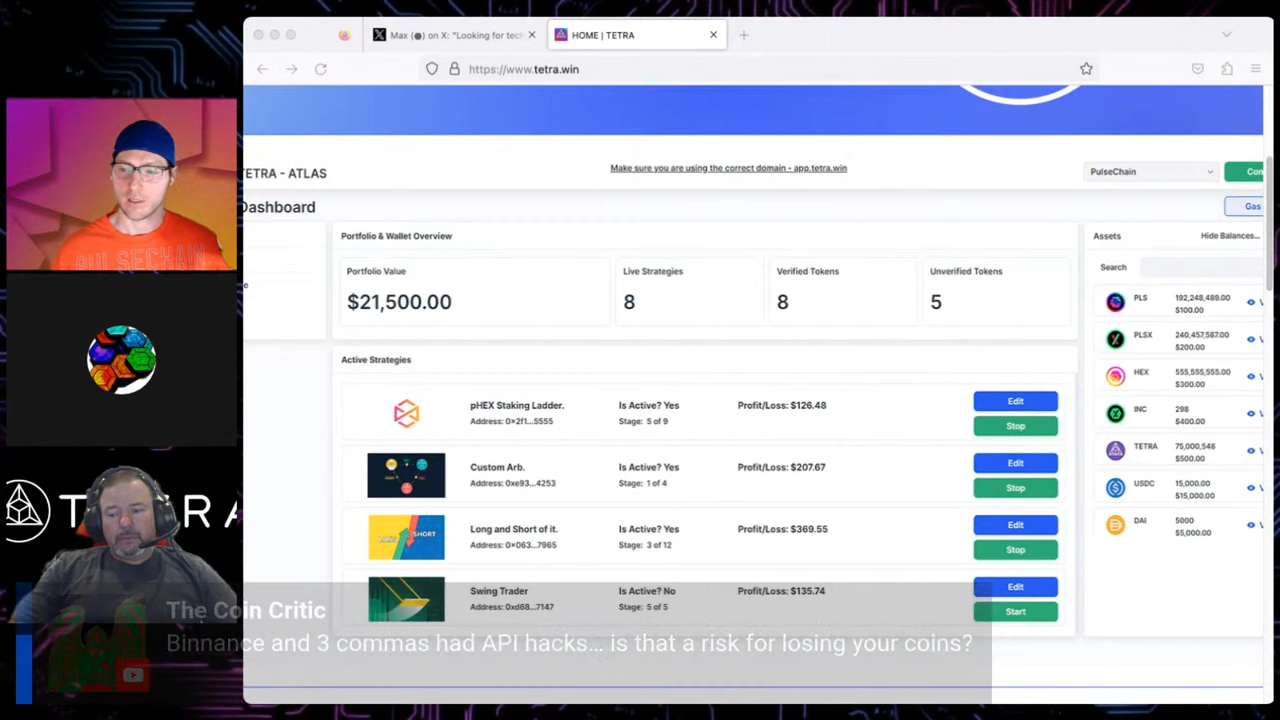 Max (●) on X: "Looking for tech
HOME | TETRA
https://www.tetra.win
TETRA - ATLAS
Make sure you are using the correct domain - app.tetra.win
PulseChain
Con
Dashboard
Gas
Portfolio & Wallet Overview
Portfolio Value
$21,500.00
Live Strategies
8
Verified Tokens
8
Unverified Tokens
5
Active Strategies
pHEX Staking Ladder.
Address: 0×2f1...5555
Is Active? Yes
Stage: 5 of 9
Profit/Loss: $126.48
Edit
Stop
Custom Arb.
Address: 0xe93...4253
Is Active? Yes
Stage: 1 of 4
Profit/Loss: $207.67
Edit
Stop
LONG
SHORT
Long and Short of it.
Address: 0×063...7965
Is Active? Yes
Stage: 3 of 12
Profit/Loss: $369.55
Edit
Stop
Swing Trader
Address: 0xd68...7147
Is Active? No
Stage: 5 of 5
Profit/Loss: $135.74
Edit
Start
Assets
Hide Balances...
Search
PLS
192,248,489.00
$100.00
PLSX
240,457,587.00
$200.00
HEX
555,555,555.00
$300.00
INC
298
$400.00
TETRA
75,000,548
$500.00
USDC
15,000.00
$15,000.00
DAI
5000
$5,000.00
PULSECHAIN
The Coin Critic
Binnance and 3 commas had API hacks... is that a risk for losing your coins?